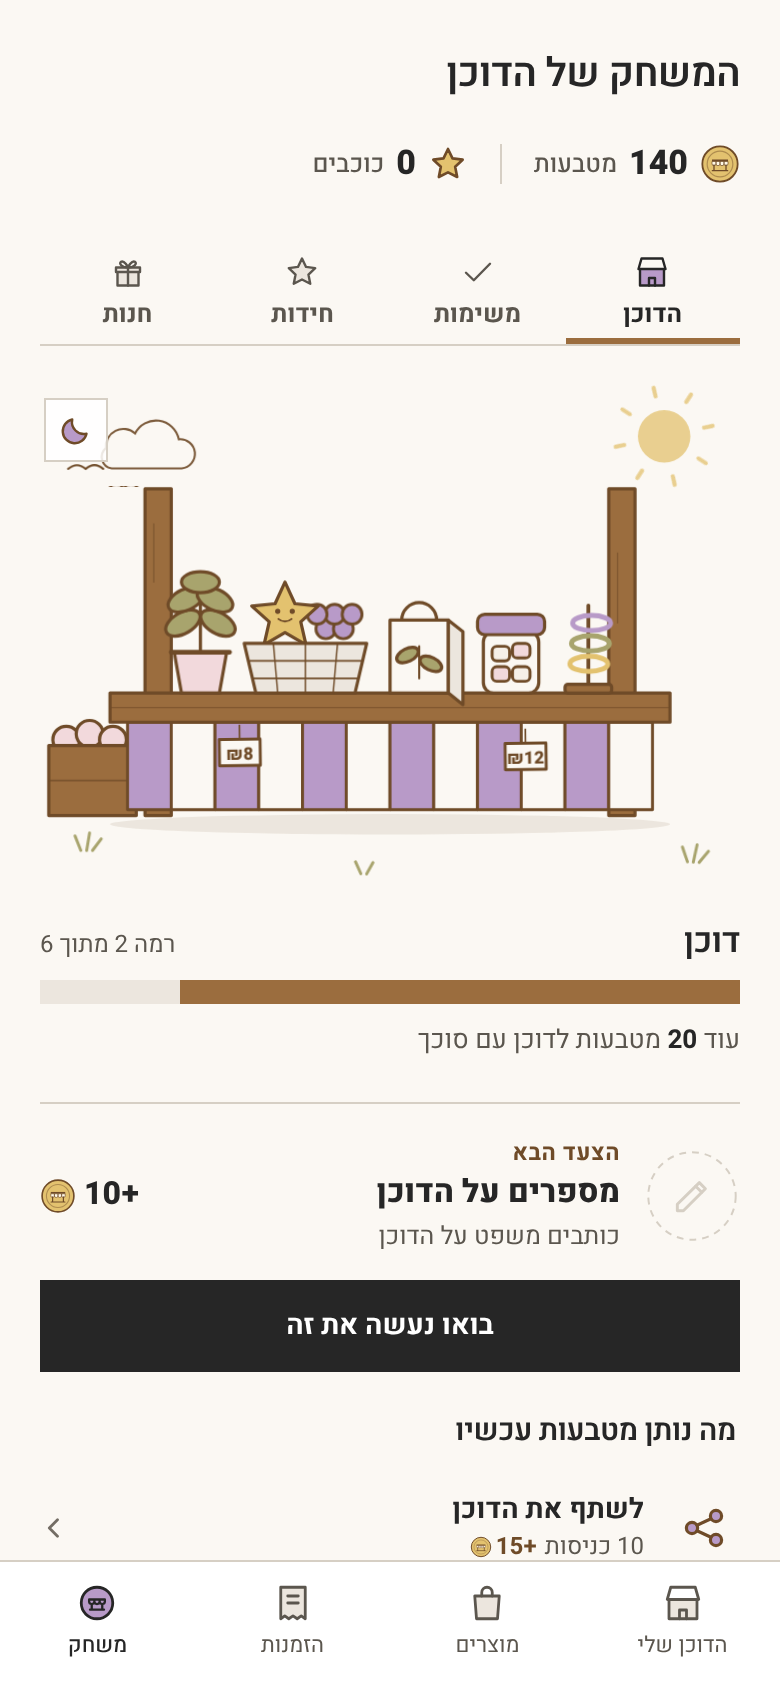 המשחק של הדוכן
140 מטבעות
0 כוכבים
הדוכן
משימות
חידות
חנות
₪8
₪12
דוכן
רמה 2 מתוך 6
עוד 20 מטבעות לדוכן עם סוכך
הצעד הבא
מספרים על הדוכן
+10
כותבים משפט על הדוכן
בואו נעשה את זה
מה נותן מטבעות עכשיו
לשתף את הדוכן
10 כניסות +15
הדוכן שלי
מוצרים
הזמנות
משחק